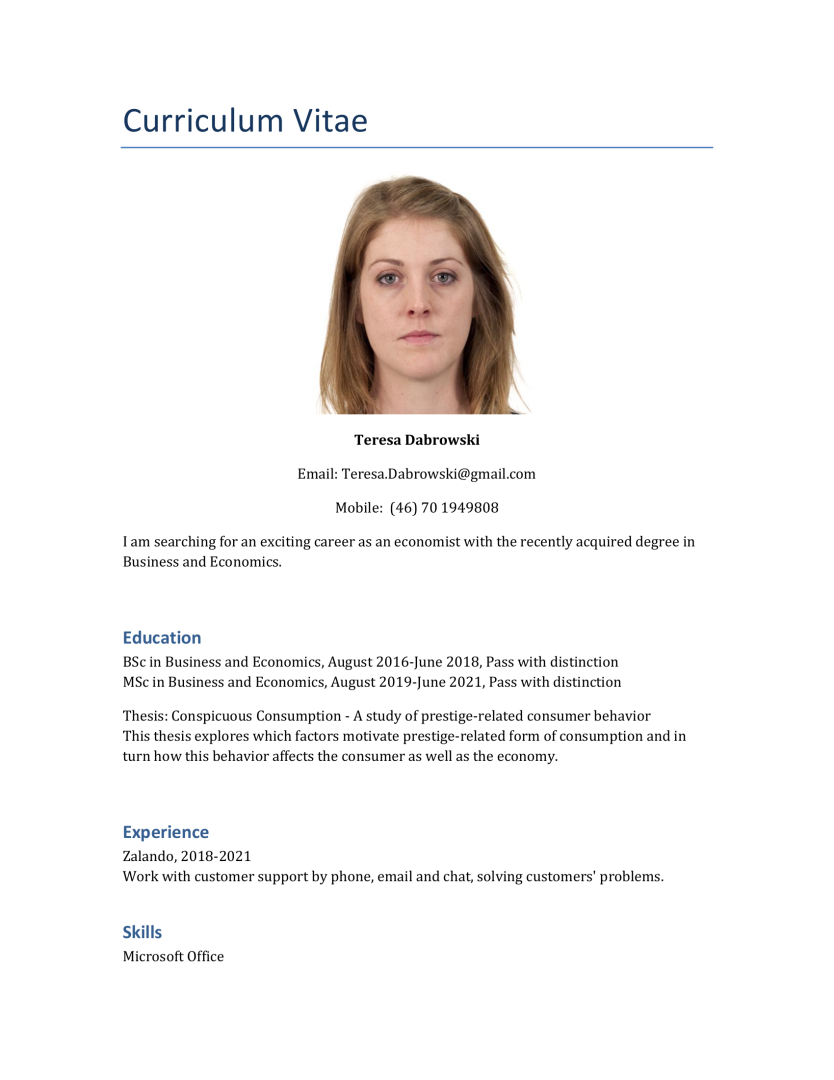 Curriculum Vitae
Teresa Dabrowski
Email: Teresa.Dabrowski@gmail.com
Mobile:  (46) 70 1949808
I am searching for an exciting career as an economist with the recently acquired degree in
Business and Economics.
Education
BSc in Business and Economics, August 2016-June 2018, Pass with distinction
MSc in Business and Economics, August 2019-June 2021, Pass with distinction
Thesis: Conspicuous Consumption - A study of prestige-related consumer behavior
This thesis explores which factors motivate prestige-related form of consumption and in
turn how this behavior affects the consumer as well as the economy.
Experience
Zalando, 2018-2021
Work with customer support by phone, email and chat, solving customers' problems.
Skills
Microsoft Office